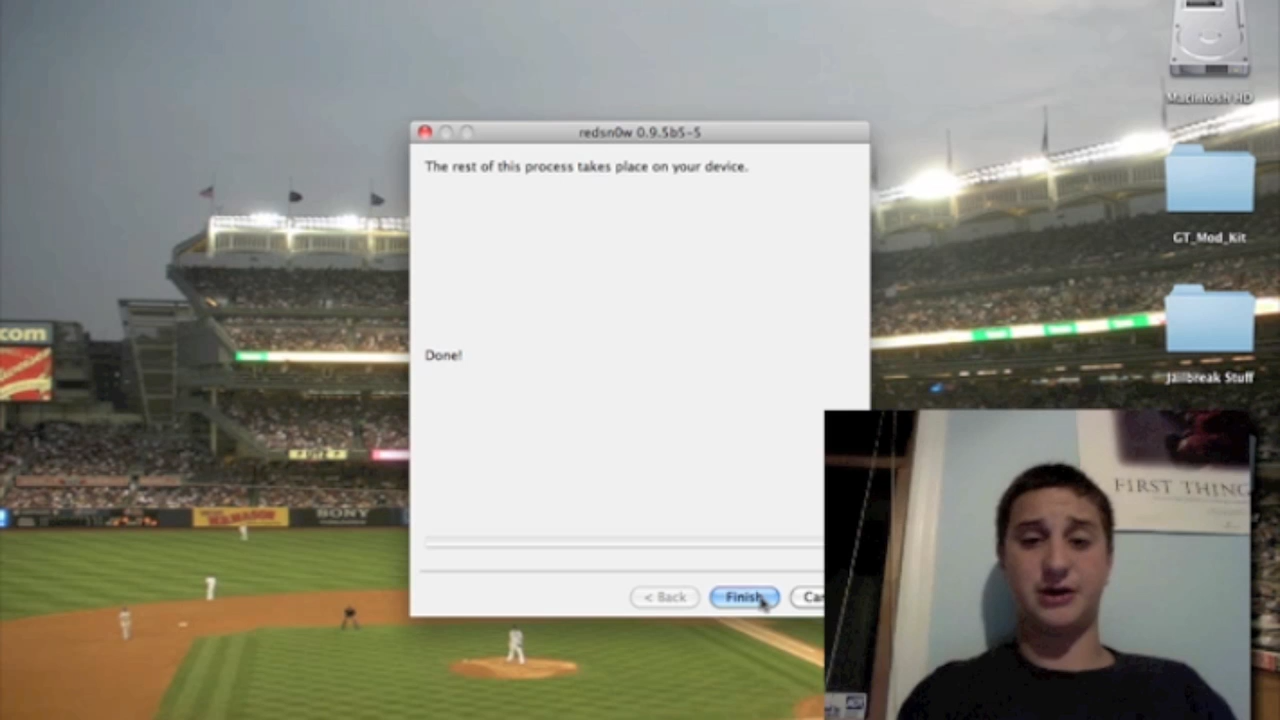 redsn0w 0.9.5b5-5
The rest of this process takes place on your device.
Done!
< Back
Finish
Macintosh HD
GT_Mod_Kit
Jailbreak Stuff
.com
SONY
FIRST THING